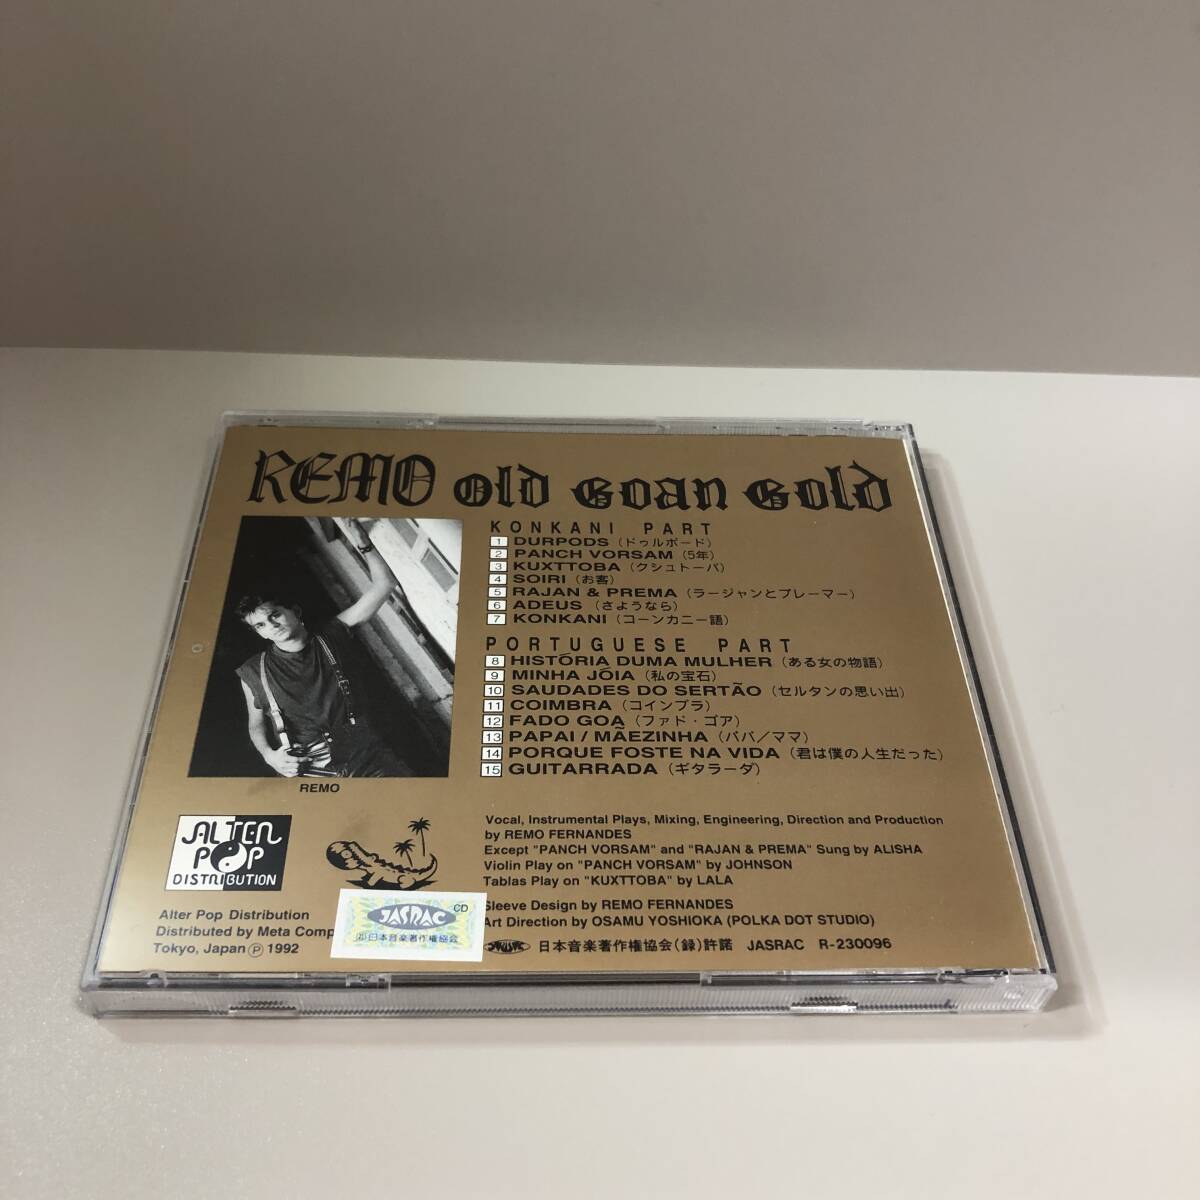 REMO Old Goan Gold
KONKANI PART
1 DURPODS（ドゥルポード）
2 PANCH VORSAM（5年）
3 KUXTTOBA（クシュトーバ）
4 SOIRI（お客）
5 RAJAN & PREMA（ラージャンとプレーマー）
6 ADEUS（さようなら）
7 KONKANI（コーンカニー語）
PORTUGUESE PART
8 HISTÓRIA DUMA MULHER（ある女の物語）
9 MINHA JÓIA（私の宝石）
10 SAUDADES DO SERTÃO（セルタンの思い出）
11 COIMBRA（コインブラ）
12 FADO GOA（ファド・ゴア）
13 PAPAI / MÃEZINHA（パパ／ママ）
14 PORQUE FOSTE NA VIDA（君は僕の人生だった）
15 GUITARRADA（ギタラーダ）
REMO
Vocal, Instrumental Plays, Mixing, Engineering, Direction and Production
by REMO FERNANDES
Except "PANCH VORSAM" and "RAJAN & PREMA" Sung by ALISHA
Violin Play on "PANCH VORSAM" by JOHNSON
Tablas Play on "KUXTTOBA" by LALA
Sleeve Design by REMO FERNANDES
Art Direction by OSAMU YOSHIOKA (POLKA DOT STUDIO)
JASRAC 日本音楽著作権協会(録)許諾 JASRAC R-230096
ALTER POP
DISTRIBUTION
Alter Pop Distribution
Distributed by Meta Comp
Tokyo, Japan Ⓟ 1992
JASRAC CD
日本音楽著作権協会